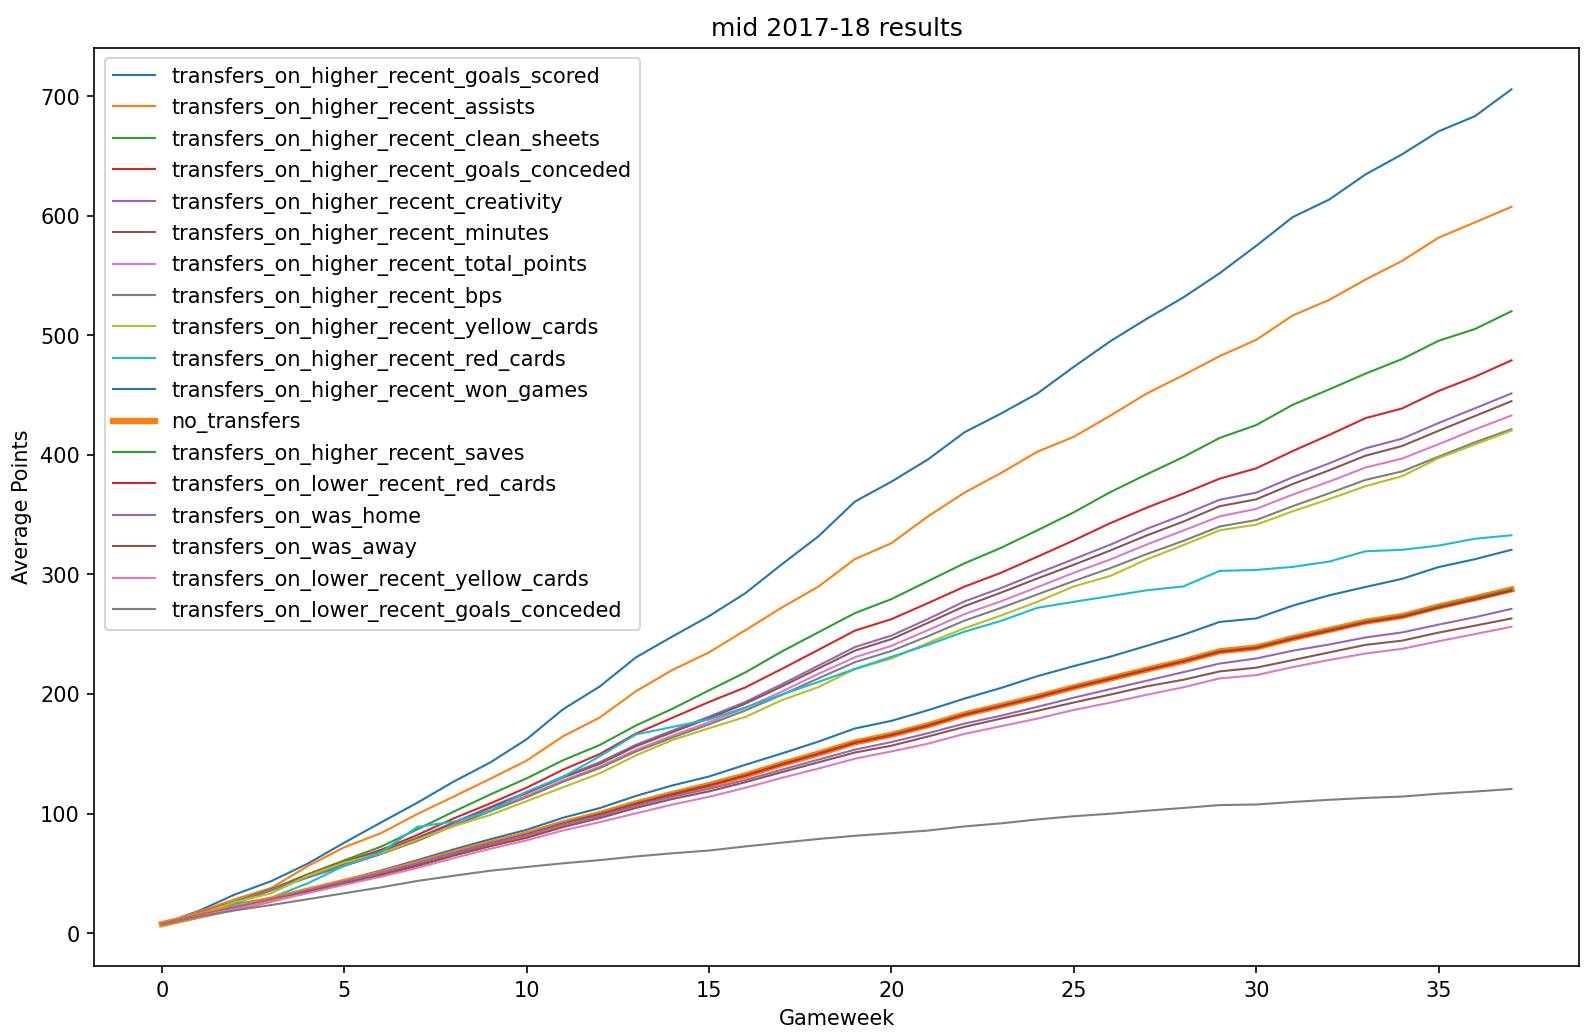 mid 2017-18 results
transfers_on_higher_recent_goals_scored
transfers_on_higher_recent_assists
transfers_on_higher_recent_clean_sheets
transfers_on_higher_recent_goals_conceded
transfers_on_higher_recent_creativity
transfers_on_higher_recent_minutes
transfers_on_higher_recent_total_points
transfers_on_higher_recent_bps
transfers_on_higher_recent_yellow_cards
transfers_on_higher_recent_red_cards
transfers_on_higher_recent_won_games
no_transfers
transfers_on_higher_recent_saves
transfers_on_lower_recent_red_cards
transfers_on_was_home
transfers_on_was_away
transfers_on_lower_recent_yellow_cards
transfers_on_lower_recent_goals_conceded
Average Points
700
600
500
400
300
200
100
0
0 5 10 15 20 25 30 35
Gameweek